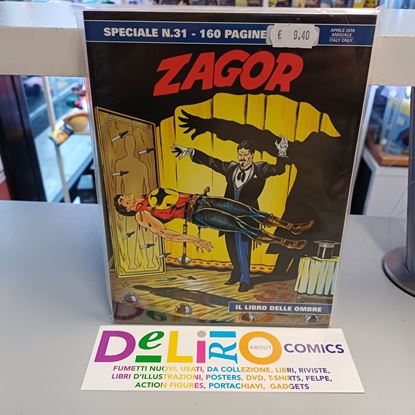 SPECIALE N.31 - 160 PAGINE
€ 9,40
APRILE 2019
ANNUALE
ITALY ONLY
ZAGOR
IL LIBRO DELLE OMBRE
DELIRIO ABOUT COMICS
FUMETTI NUOVI, USATI, DA COLLEZIONE, LIBRI, RIVISTE,
LIBRI D'ILLUSTRAZIONI, POSTERS, DVD, T-SHIRTS, FELPE,
ACTION FIGURES, PORTACHIAVI, GADGETS